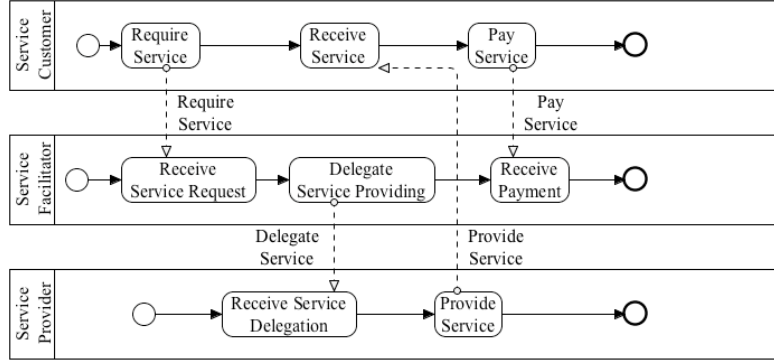 Service
Customer
Require
Service
Receive
Service
Pay
Service
Require
Service
Pay
Service
Service
Facilitator
Receive
Service Request
Delegate
Service Providing
Receive
Payment
Delegate
Service
Provide
Service
Service
Provider
Receive Service
Delegation
Provide
Service